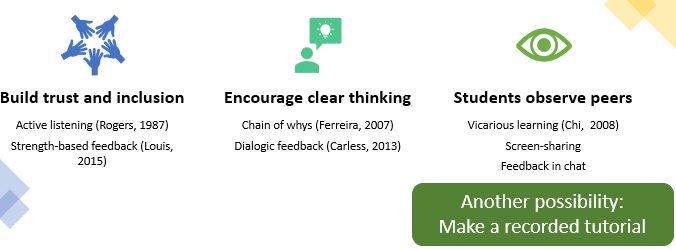 Build trust and inclusion
Active listening (Rogers, 1987)
Strength-based feedback (Louis,
2015)
Encourage clear thinking
Chain of whys (Ferreira, 2007)
Dialogic feedback (Carless, 2013)
Students observe peers
Vicarious learning (Chi, 2008)
Screen-sharing
Feedback in chat
Another possibility:
Make a recorded tutorial